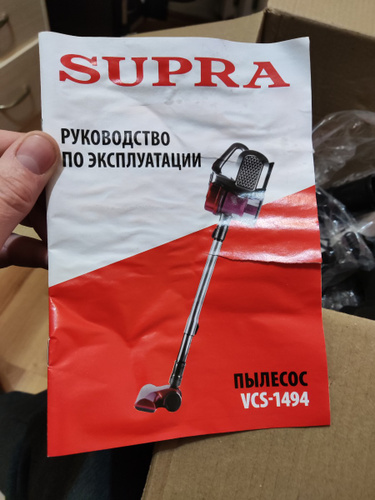 SUPRA
РУКОВОДСТВО
ПО ЭКСПЛУАТАЦИИ
ПЫЛЕСОС
VCS-1494